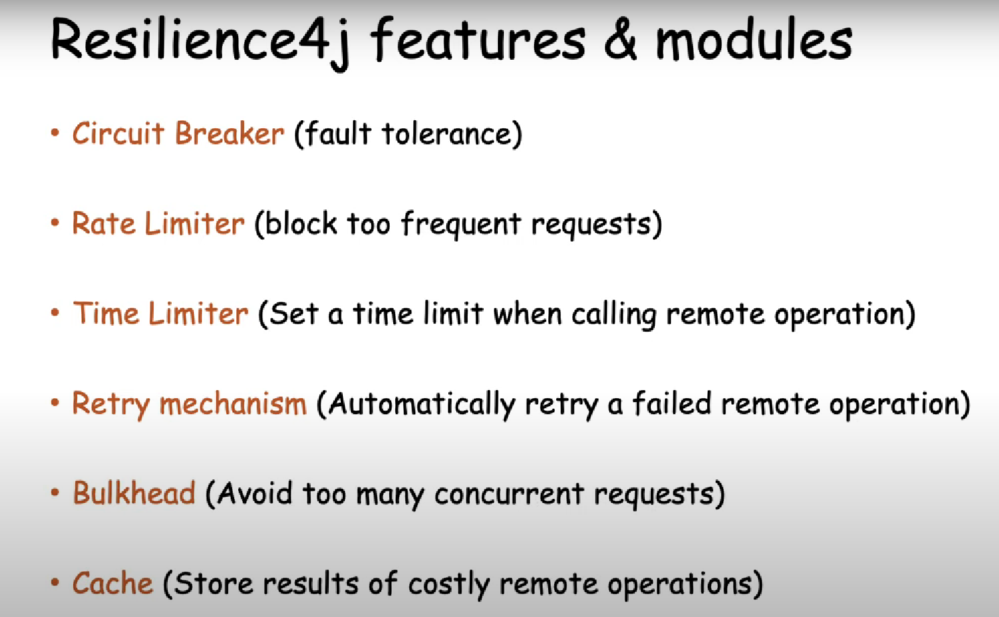 Resilience4j features & modules
• Circuit Breaker (fault tolerance)
• Rate Limiter (block too frequent requests)
• Time Limiter (Set a time limit when calling remote operation)
• Retry mechanism (Automatically retry a failed remote operation)
• Bulkhead (Avoid too many concurrent requests)
• Cache (Store results of costly remote operations)